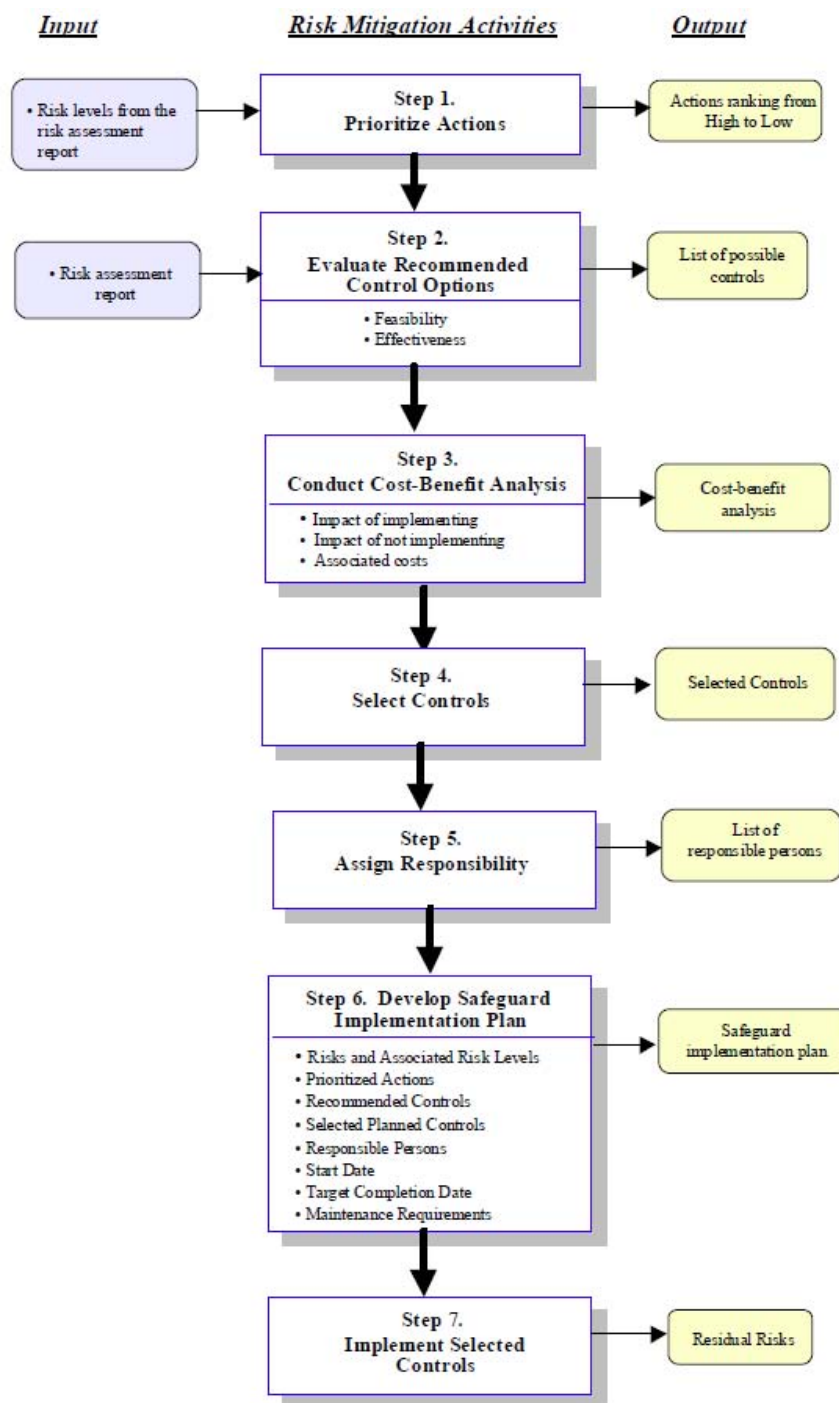 Input
Risk Mitigation Activities
Output
• Risk levels from the
risk assessment
report
Step 1.
Prioritize Actions
Actions ranking from
High to Low
• Risk assessment
report
Step 2.
Evaluate Recommended
Control Options
• Feasibility
• Effectiveness
List of possible
controls
Step 3.
Conduct Cost-Benefit Analysis
• Impact of implementing
• Impact of not implementing
• Associated costs
Cost-benefit
analysis
Step 4.
Select Controls
Selected Controls
Step 5.
Assign Responsibility
List of
responsible persons
Step 6. Develop Safeguard
Implementation Plan
• Risks and Associated Risk Levels
• Prioritized Actions
• Recommended Controls
• Selected Planned Controls
• Responsible Persons
• Start Date
• Target Completion Date
• Maintenance Requirements
Safeguard
implementation plan
Step 7.
Implement Selected
Controls
Residual Risks